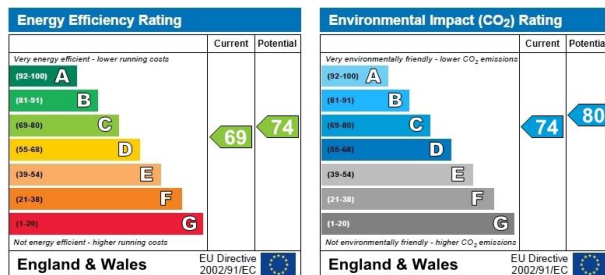 Energy Efficiency Rating
Current Potential
Very energy efficient - lower running costs
(92-100) A
(81-91) B
(69-80) C
(55-68) D
(39-54) E
(21-38) F
(1-20) G
69
74
Not energy efficient - higher running costs
England & Wales
EU Directive
2002/91/EC
Environmental Impact (CO₂) Rating
Current Potential
Very environmentally friendly - lower CO₂ emissions
(92-100) A
(81-91) B
(69-80) C
(55-68) D
(39-54) E
(21-38) F
(1-20) G
74
80
Not environmentally friendly - higher CO₂ emissions
England & Wales
EU Directive
2002/91/EC